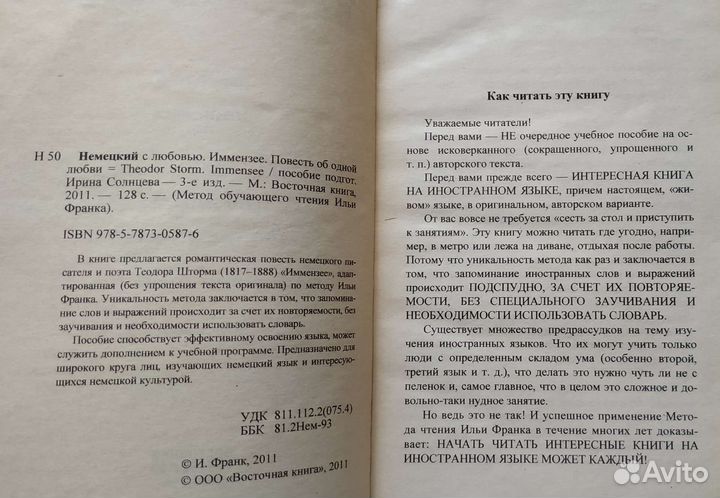 Н 50 Немецкий с любовью. Иммензее. Повесть об одной
любви = Theodor Storm. Immensee / пособие подгот.
Ирина Солнцева — 3-е изд. — М.: Восточная книга,
2011. — 128 с. — (Метод обучающего чтения Ильи
Франка).
ISBN 978-5-7873-0587-6
В книге предлагается романтическая повесть немецкого пи-
сателя и поэта Теодора Шторма (1817–1888) «Иммензее», адап-
тированная (без упрощения текста оригинала) по методу Ильи
Франка. Уникальность метода заключается в том, что запомина-
ние слов и выражений происходит за счет их повторяемости, без
заучивания и необходимости использовать словарь.
Пособие способствует эффективному освоению языка, может
служить дополнением к учебной программе. Предназначено для
широкого круга лиц, изучающих немецкий язык и интересую-
щихся немецкой культурой.
УДК 811.112.2(075.4)
ББК 81.2Нем-93
© И. Франк, 2011
© ООО «Восточная книга», 2011
Как читать эту книгу
Уважаемые читатели!
Перед вами — НЕ очередное учебное пособие на ос-
нове исковерканного (сокращенного, упрощенного и
т. п.) авторского текста.
Перед вами прежде всего — ИНТЕРЕСНАЯ КНИГА
НА ИНОСТРАННОМ ЯЗЫКЕ, причем настоящем, «жи-
вом» языке, в оригинальном, авторском варианте.
От вас вовсе не требуется «сесть за стол и приступить
к занятиям». Эту книгу можно читать где угодно, напри-
мер, в метро или лежа на диване, отдыхая после работы.
Потому что уникальность метода как раз и заключается в
том, что запоминание иностранных слов и выражений
происходит ПОДСПУДНО, ЗА СЧЕТ ИХ ПОВТОРЯЕ-
МОСТИ, БЕЗ СПЕЦИАЛЬНОГО ЗАУЧИВАНИЯ И
НЕОБХОДИМОСТИ ИСПОЛЬЗОВАТЬ СЛОВАРЬ.
Существует множество предрассудков на тему изу-
чения иностранных языков. Что их могут учить только
люди с определенным складом ума (особенно второй,
третий язык и т. д.), что делать это нужно чуть ли не с
пеленок и, самое главное, что в целом это сложное и до-
вольно-таки нудное занятие.
Но ведь это не так! И успешное применение Мето-
да чтения Ильи Франка в течение многих лет доказы-
вает: НАЧАТЬ ЧИТАТЬ ИНТЕРЕСНЫЕ КНИГИ НА
ИНОСТРАННОМ ЯЗЫКЕ МОЖЕТ КАЖДЫЙ!
Avito